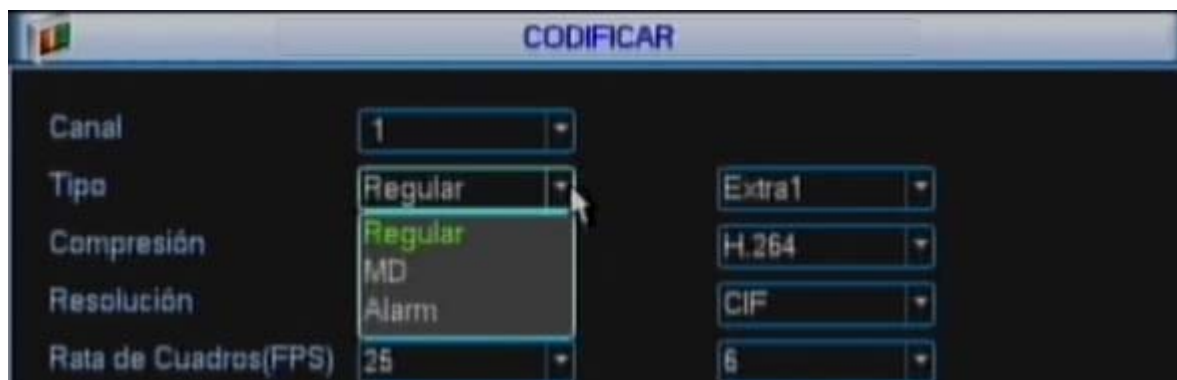 CODIFICAR
Canal 1
Tipo Regular Extra1
Compresión Regular H.264
MD
Resolución Alarm CIF
Rata de Cuadros(FPS) 25 6